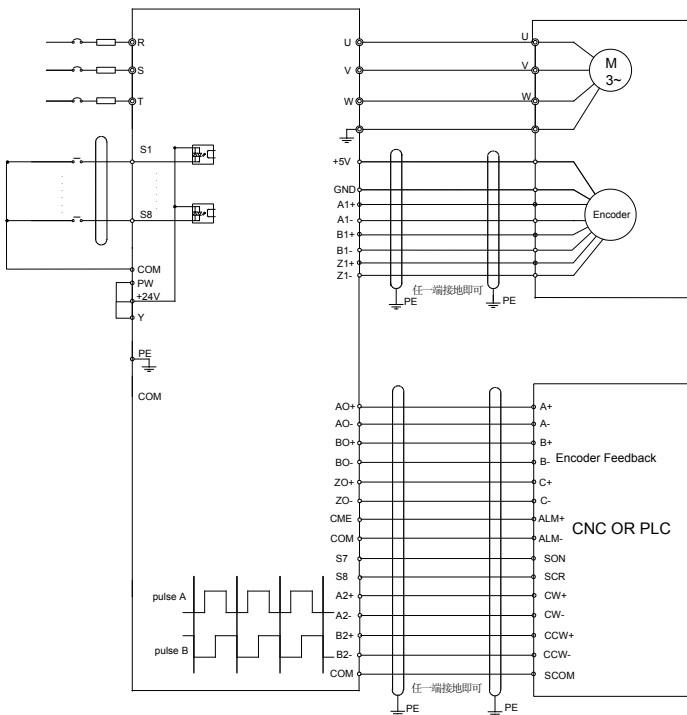 R
S
T
S1
S8
COM
PW
+24V
Y
PE
COM
pulse A
pulse B
U
V
W
+5V
GND
A1+
A1-
B1+
B1-
Z1+
Z1-
U
V
W
M
3~
Encoder
任一端接地即可
PE
PE
AO+
AO-
BO+
BO-
ZO+
ZO-
CME
COM
S7
S8
A2+
A2-
B2+
B2-
COM
A+
A-
B+
B-
Encoder Feedback
C+
C-
ALM+
ALM-
CNC OR PLC
SON
SCR
CW+
CW-
CCW+
CCW-
SCOM
任一端接地即可
PE
PE